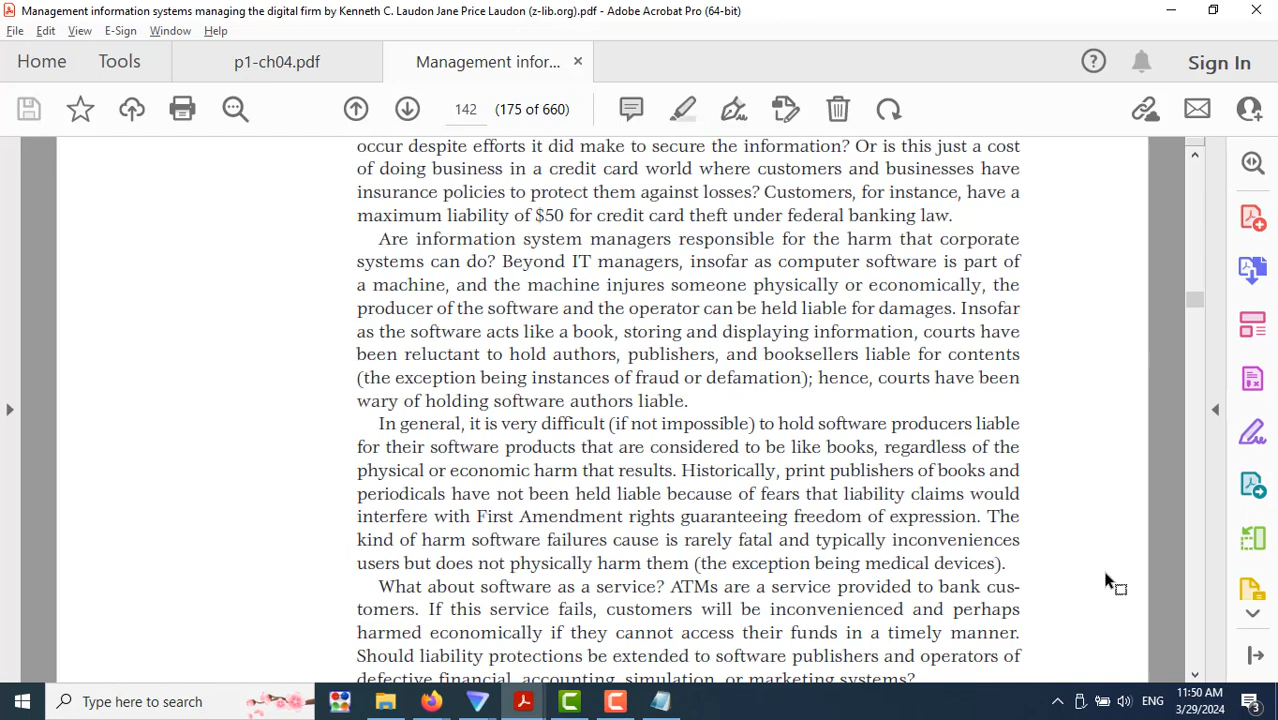 Management information systems managing the digital firm by Kenneth C. Laudon Jane Price Laudon (z-lib.org).pdf - Adobe Acrobat Pro (64-bit)
File Edit View E-Sign Window Help
Home Tools p1-ch04.pdf Management infor... × Sign In
142 (175 of 660)
occur despite efforts it did make to secure the information? Or is this just a cost
of doing business in a credit card world where customers and businesses have
insurance policies to protect them against losses? Customers, for instance, have a
maximum liability of $50 for credit card theft under federal banking law.
Are information system managers responsible for the harm that corporate
systems can do? Beyond IT managers, insofar as computer software is part of
a machine, and the machine injures someone physically or economically, the
producer of the software and the operator can be held liable for damages. Insofar
as the software acts like a book, storing and displaying information, courts have
been reluctant to hold authors, publishers, and booksellers liable for contents
(the exception being instances of fraud or defamation); hence, courts have been
wary of holding software authors liable.
In general, it is very difficult (if not impossible) to hold software producers liable
for their software products that are considered to be like books, regardless of the
physical or economic harm that results. Historically, print publishers of books and
periodicals have not been held liable because of fears that liability claims would
interfere with First Amendment rights guaranteeing freedom of expression. The
kind of harm software failures cause is rarely fatal and typically inconveniences
users but does not physically harm them (the exception being medical devices).
What about software as a service? ATMs are a service provided to bank cus-
tomers. If this service fails, customers will be inconvenienced and perhaps
harmed economically if they cannot access their funds in a timely manner.
Should liability protections be extended to software publishers and operators of
defective financial, accounting, simulation, or marketing systems?
Type here to search
ENG
11:50 AM
3/29/2024
3